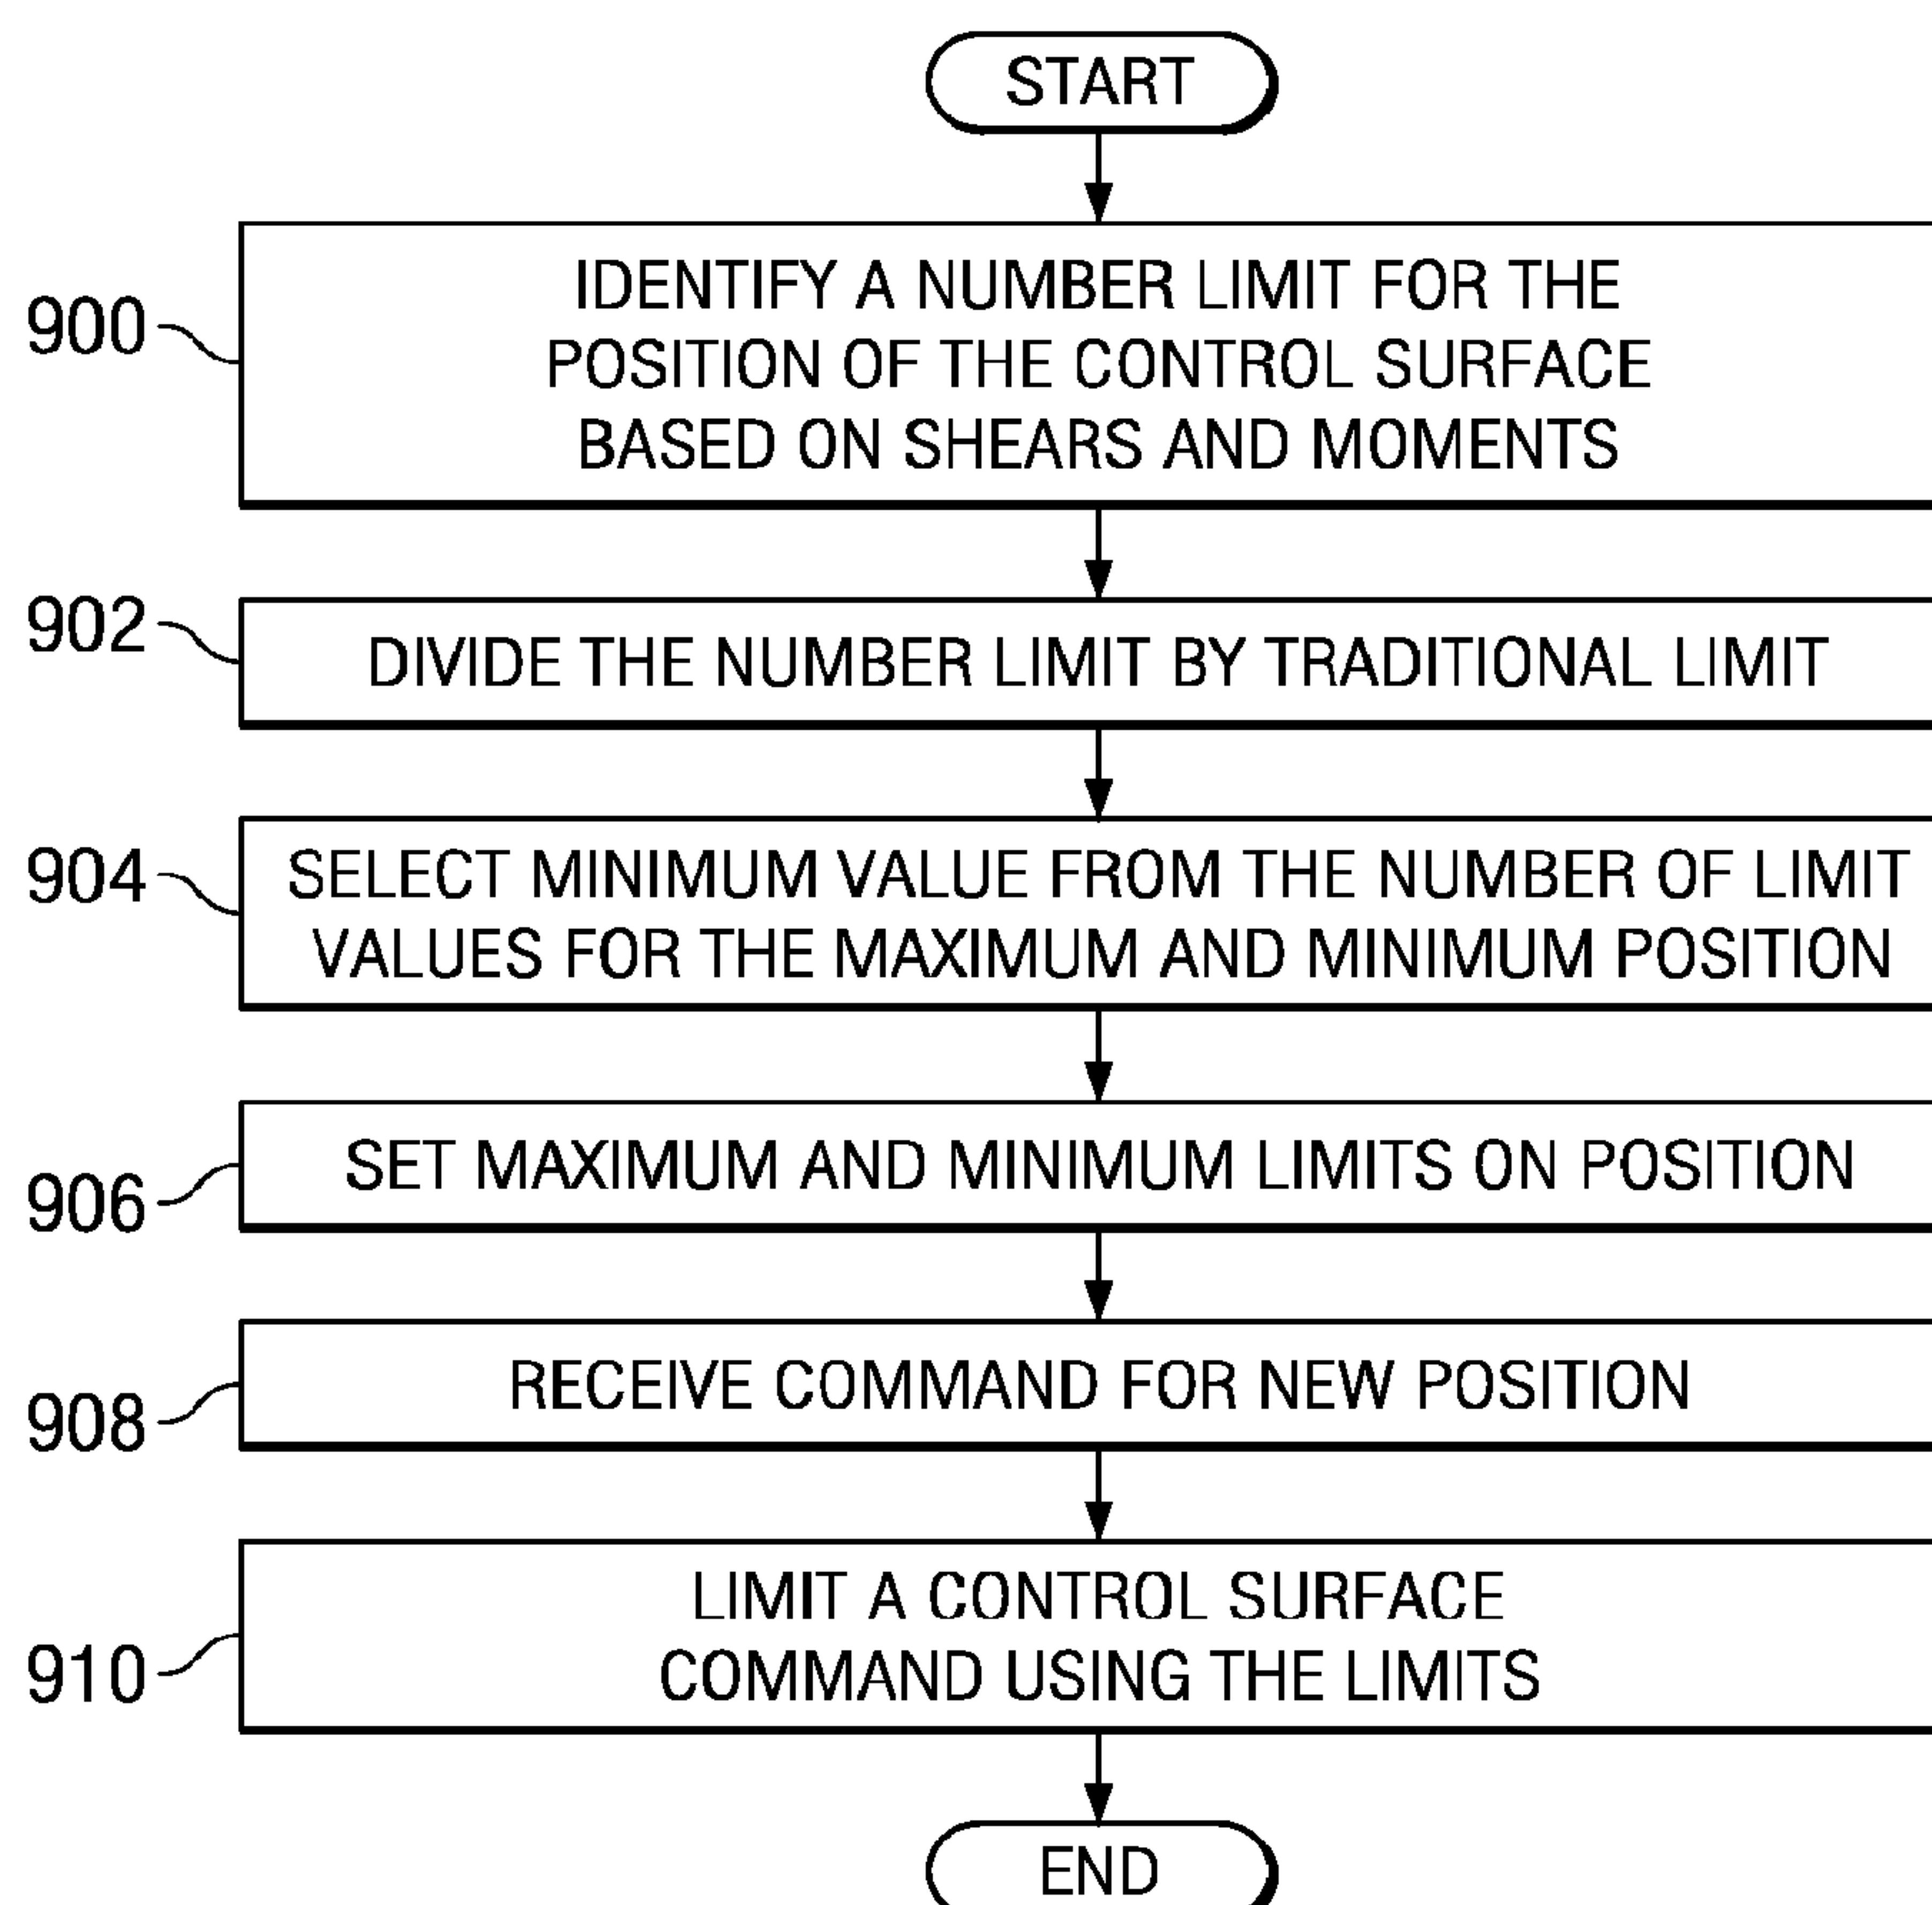 START
900
IDENTIFY A NUMBER LIMIT FOR THE
POSITION OF THE CONTROL SURFACE
BASED ON SHEARS AND MOMENTS
902
DIVIDE THE NUMBER LIMIT BY TRADITIONAL LIMIT
904
SELECT MINIMUM VALUE FROM THE NUMBER OF LIMIT
VALUES FOR THE MAXIMUM AND MINIMUM POSITION
906
SET MAXIMUM AND MINIMUM LIMITS ON POSITION
908
RECEIVE COMMAND FOR NEW POSITION
910
LIMIT A CONTROL SURFACE
COMMAND USING THE LIMITS
END